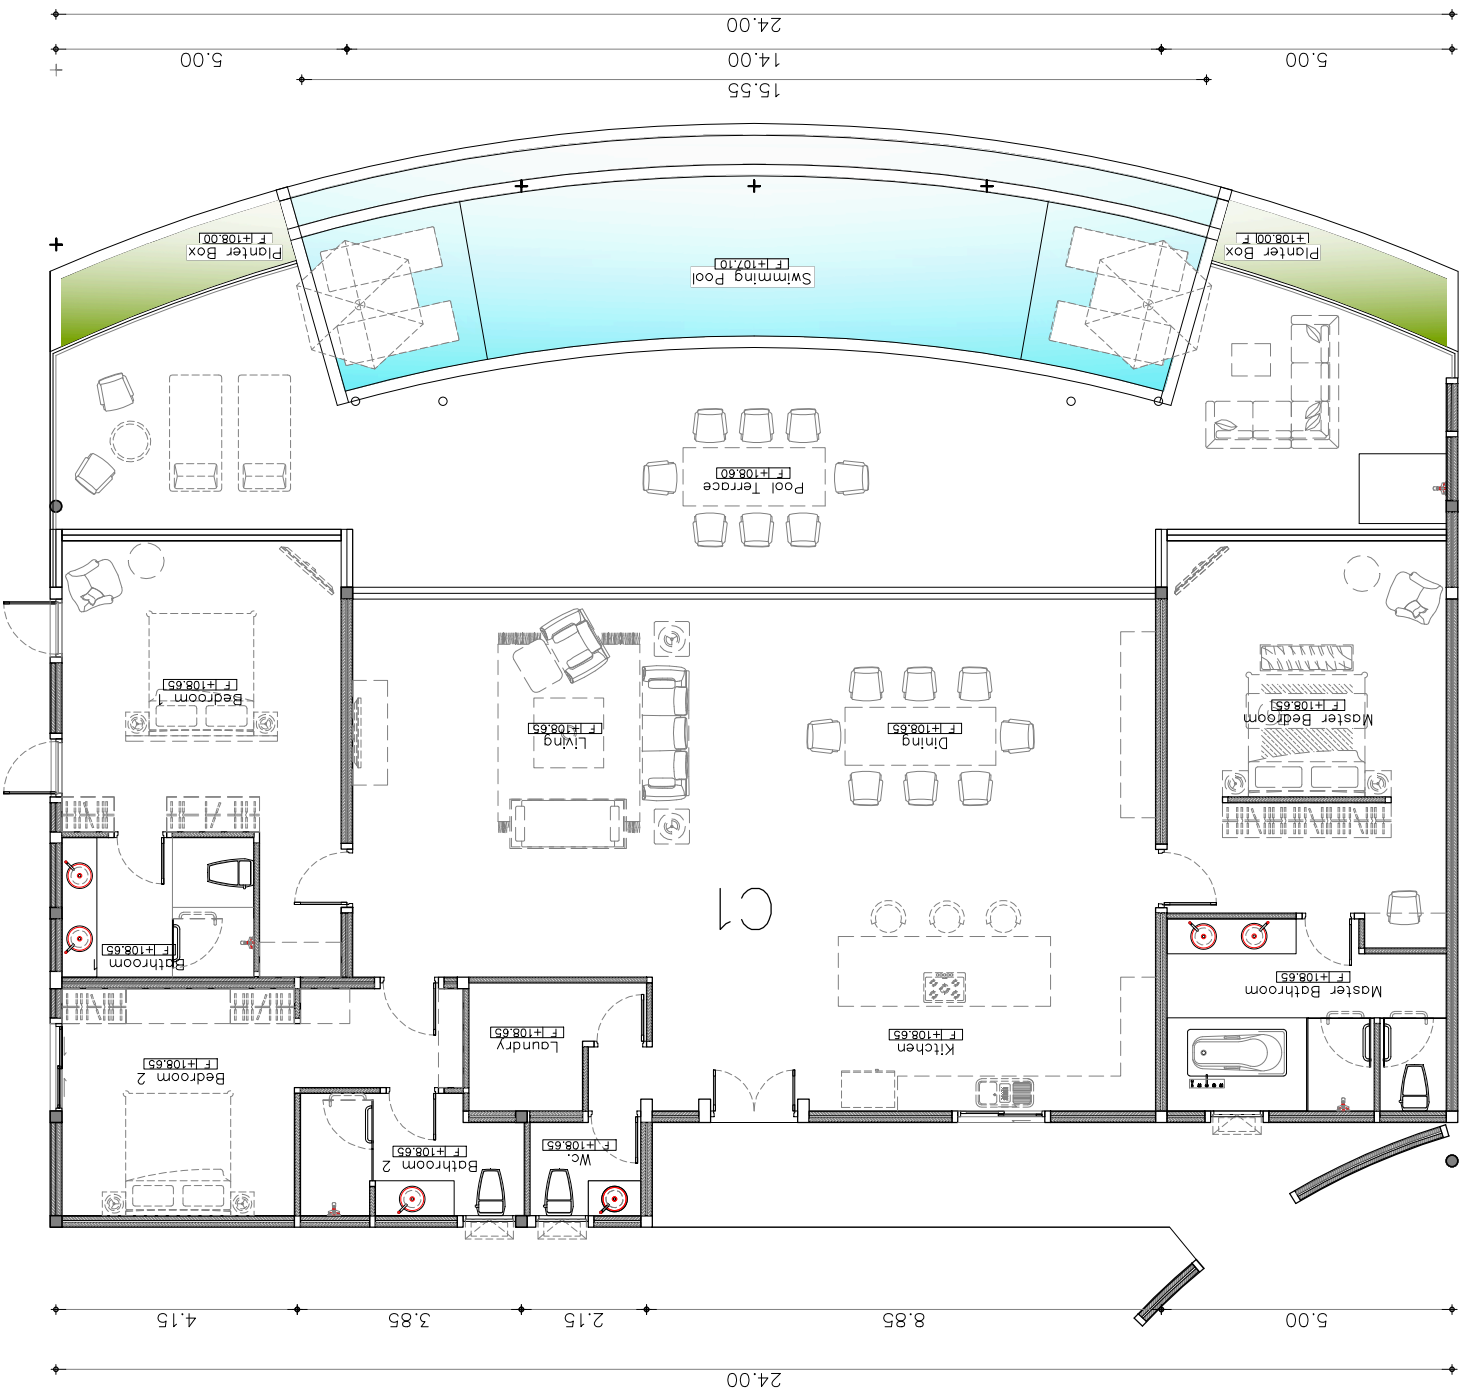 24.00
5.00
8.85
2.15
3.85
4.15
Wc.
F +108.65
Bathroom 2
F +108.65
Bedroom 2
F +108.65
Kitchen
F +108.65
Laundry
F +108.65
Master Bathroom
F +108.65
Bathroom 1
F +108.65
C1
Master Bedroom
F +108.65
Dining
F +108.65
Living
F +108.65
Bedroom 1
F +108.65
Pool Terrace
F +108.60
Swimming Pool
F +107.10
Planter Box
F +108.00
Planter Box
F +108.00
15.55
5.00
14.00
5.00
24.00